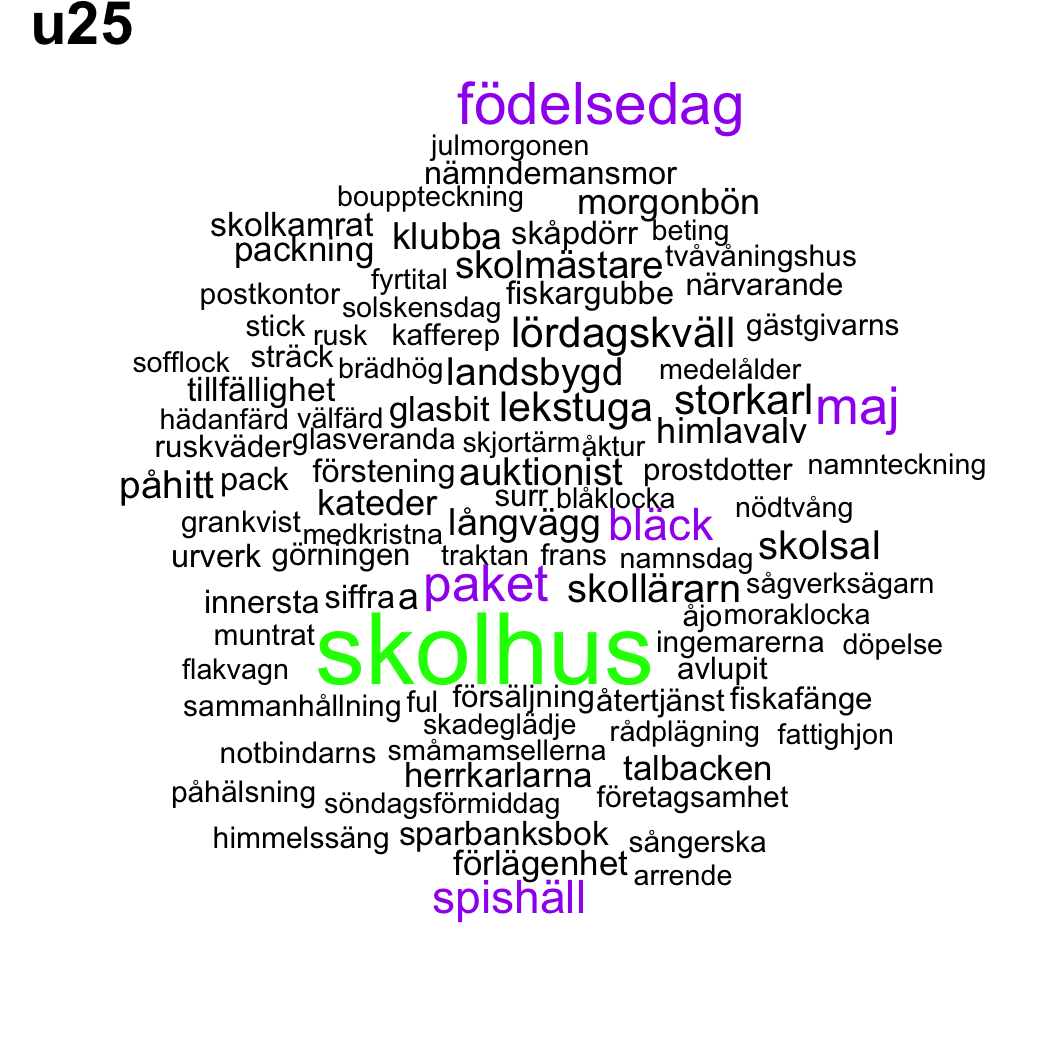 u25
födelsedag
julmorgonen
nämndemansmor
bouppteckning morgonbön
skolkamrat klubba skåpdörr beting
packning skolmästare tvåvåningshus
fyrtital fiskargubbe närvarande
postkontor solskensdag
stick rusk kafferep lördagskväll gästgivarns
sofflock sträck brädhög landsbygd medelålder
tillfällighet glasbit lekstuga storkarl maj
hädanfärd välfärd
ruskväder glasveranda skjortärm åktur himlavalv
påhitt pack förstening auktionist prostdotter namnteckning
kateder surr blåklocka nödtvång
grankvist medkristna långvägg bläck
urverk görningen traktan frans namnsdag skolsal
innersta siffra a paket skollärarn sågverksägarn
åjo moraklocka
muntrat skolhus ingemarerna döpelse
flakvagn avlupit
sammanhållning ful försäljning återtjänst fiskafänge
skadeglädje rådplägning fattighjon
notbindarns småmamsellerna
herrkarlarna talbacken
påhälsning söndagsförmiddag företagsamhet
himmelssäng sparbanksbok sångerska
förlägenhet arrende
spishäll